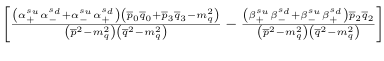 \left[ \frac{\left( \alpha_{+}^{s_u} \alpha_{-}^{s_d} + \alpha_{-}^{s_u} \alpha_{+}^{s_d} \right) \left( \overline{p}_0 \overline{q}_0 + \overline{p}_3 \overline{q}_3 - m_q^2 \right)}{\left( \overline{p}^2 - m_q^2 \right) \left( \overline{q}^2 - m_q^2 \right)} - \frac{\left( \beta_{+}^{s_u} \beta_{-}^{s_d} + \beta_{-}^{s_u} \beta_{+}^{s_d} \right) \overline{p}_2 \overline{q}_2}{\left( \overline{p}^2 - m_q^2 \right) \left( \overline{q}^2 - m_q^2 \right)} \right]